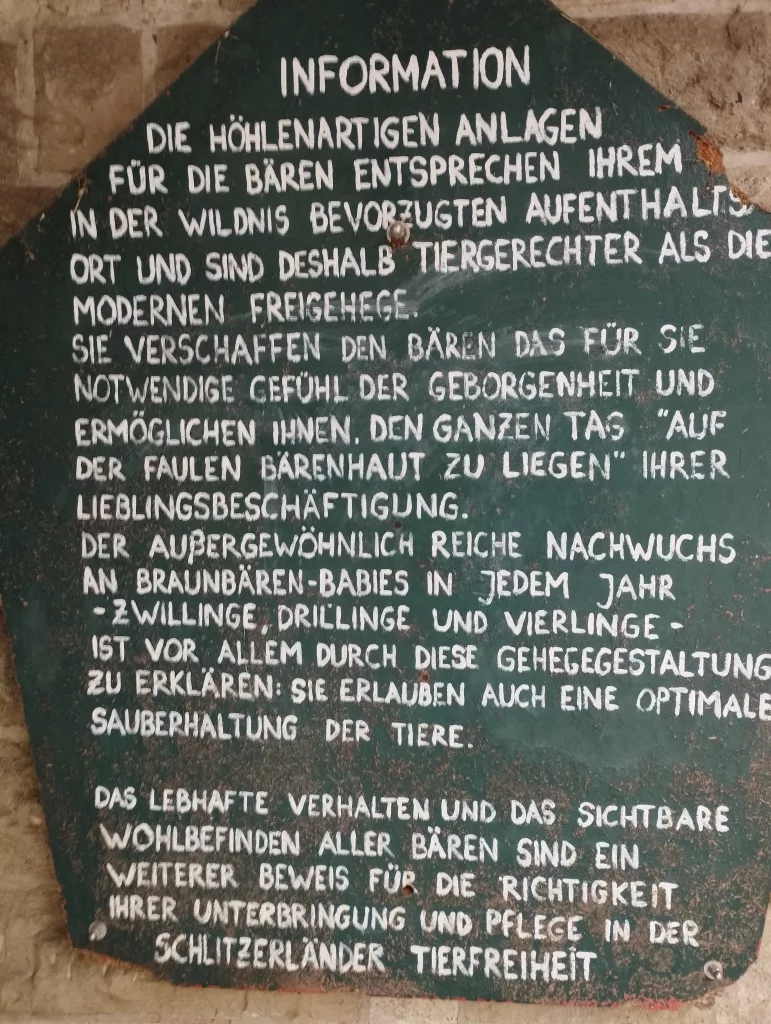 INFORMATION
DIE HÖHLENARTIGEN ANLAGEN
FÜR DIE BÄREN ENTSPRECHEN IHREM
IN DER WILDNIS BEVORZUGTEN AUFENTHALTS
ORT UND SIND DESHALB TIERGERECHTER ALS DIE
MODERNEN FREIGEHEGE.
SIE VERSCHAFFEN DEN BÄREN DAS FÜR SIE
NOTWENDIGE GEFÜHL DER GEBORGENHEIT UND
ERMÖGLICHEN IHNEN. DEN GANZEN TAG "AUF
DER FAULEN BÄRENHAUT ZU LIEGEN" IHRER
LIEBLINGSBESCHÄFTIGUNG.
DER AUßERGEWÖHNLICH REICHE NACHWUCHS
AN BRAUNBÄREN-BABIES IN JEDEM JAHR
-ZWILLINGE, DRILLINGE UND VIERLINGE-
IST VOR ALLEM DURCH DIESE GEHEGEGESTALTUNG
ZU ERKLÄREN: SIE ERLAUBEN AUCH EINE OPTIMALE
SAUBERHALTUNG DER TIERE.
DAS LEBHAFTE VERHALTEN UND DAS SICHTBARE
WOHLBEFINDEN ALLER BÄREN SIND EIN
WEITERER BEWEIS FÜR DIE RICHTIGKEIT
IHRER UNTERBRINGUNG UND PFLEGE IN DER
SCHLITZERLÄNDER TIERFREIHEIT